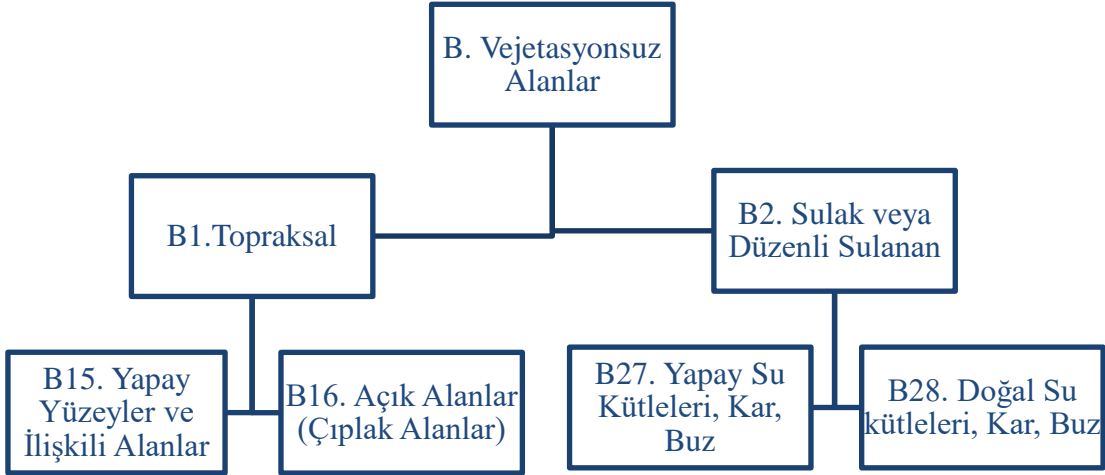 B. Vejetasyonsuz
Alanlar
B1.Topraksal
B2. Sulak veya
Düzenli Sulanan
B15. Yapay
Yüzeyler ve
İlişkili Alanlar
B16. Açık Alanlar
(Çıplak Alanlar)
B27. Yapay Su
Kütleleri, Kar,
Buz
B28. Doğal Su
kütleleri, Kar, Buz